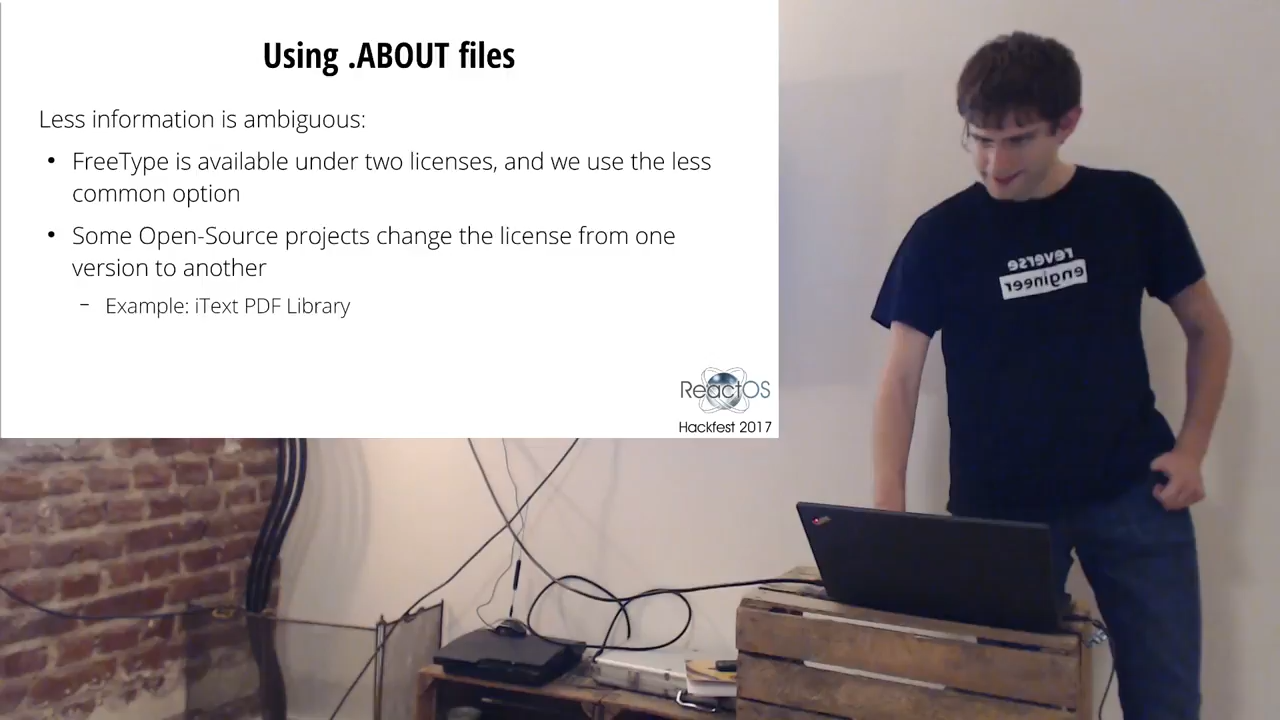 Using .ABOUT files
Less information is ambiguous:
• FreeType is available under two licenses, and we use the less
common option
• Some Open-Source projects change the license from one
version to another
– Example: iText PDF Library
ReactOS
Hackfest 2017
reverse
engineer